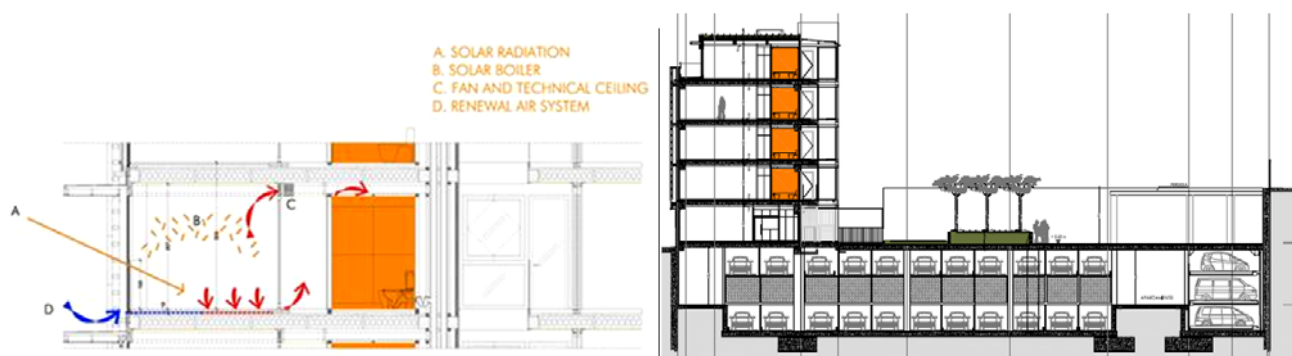 A. SOLAR RADIATION
B. SOLAR BOILER
C. FAN AND TECHNICAL CEILING
D. RENEWAL AIR SYSTEM
A
B
C
D